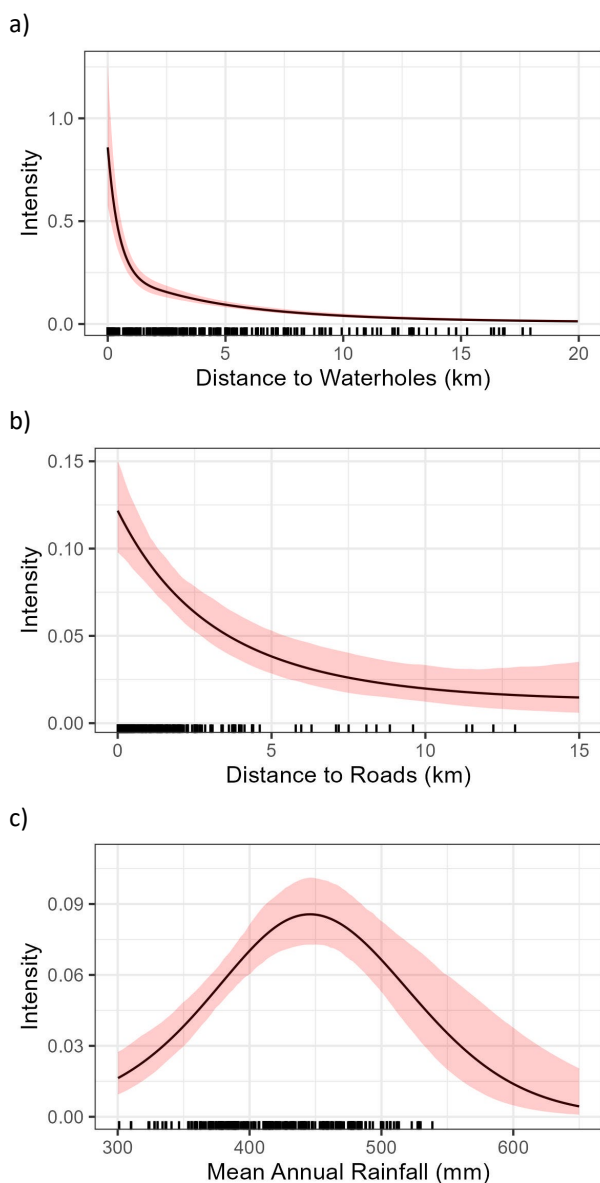 a)
1.0
0.5
0.0
Intensity
0
5
10
15
20
Distance to Waterholes (km)
b)
0.15
0.10
0.05
0.00
Intensity
0
5
10
15
Distance to Roads (km)
c)
0.09
0.06
0.03
0.00
Intensity
300
400
500
600
Mean Annual Rainfall (mm)